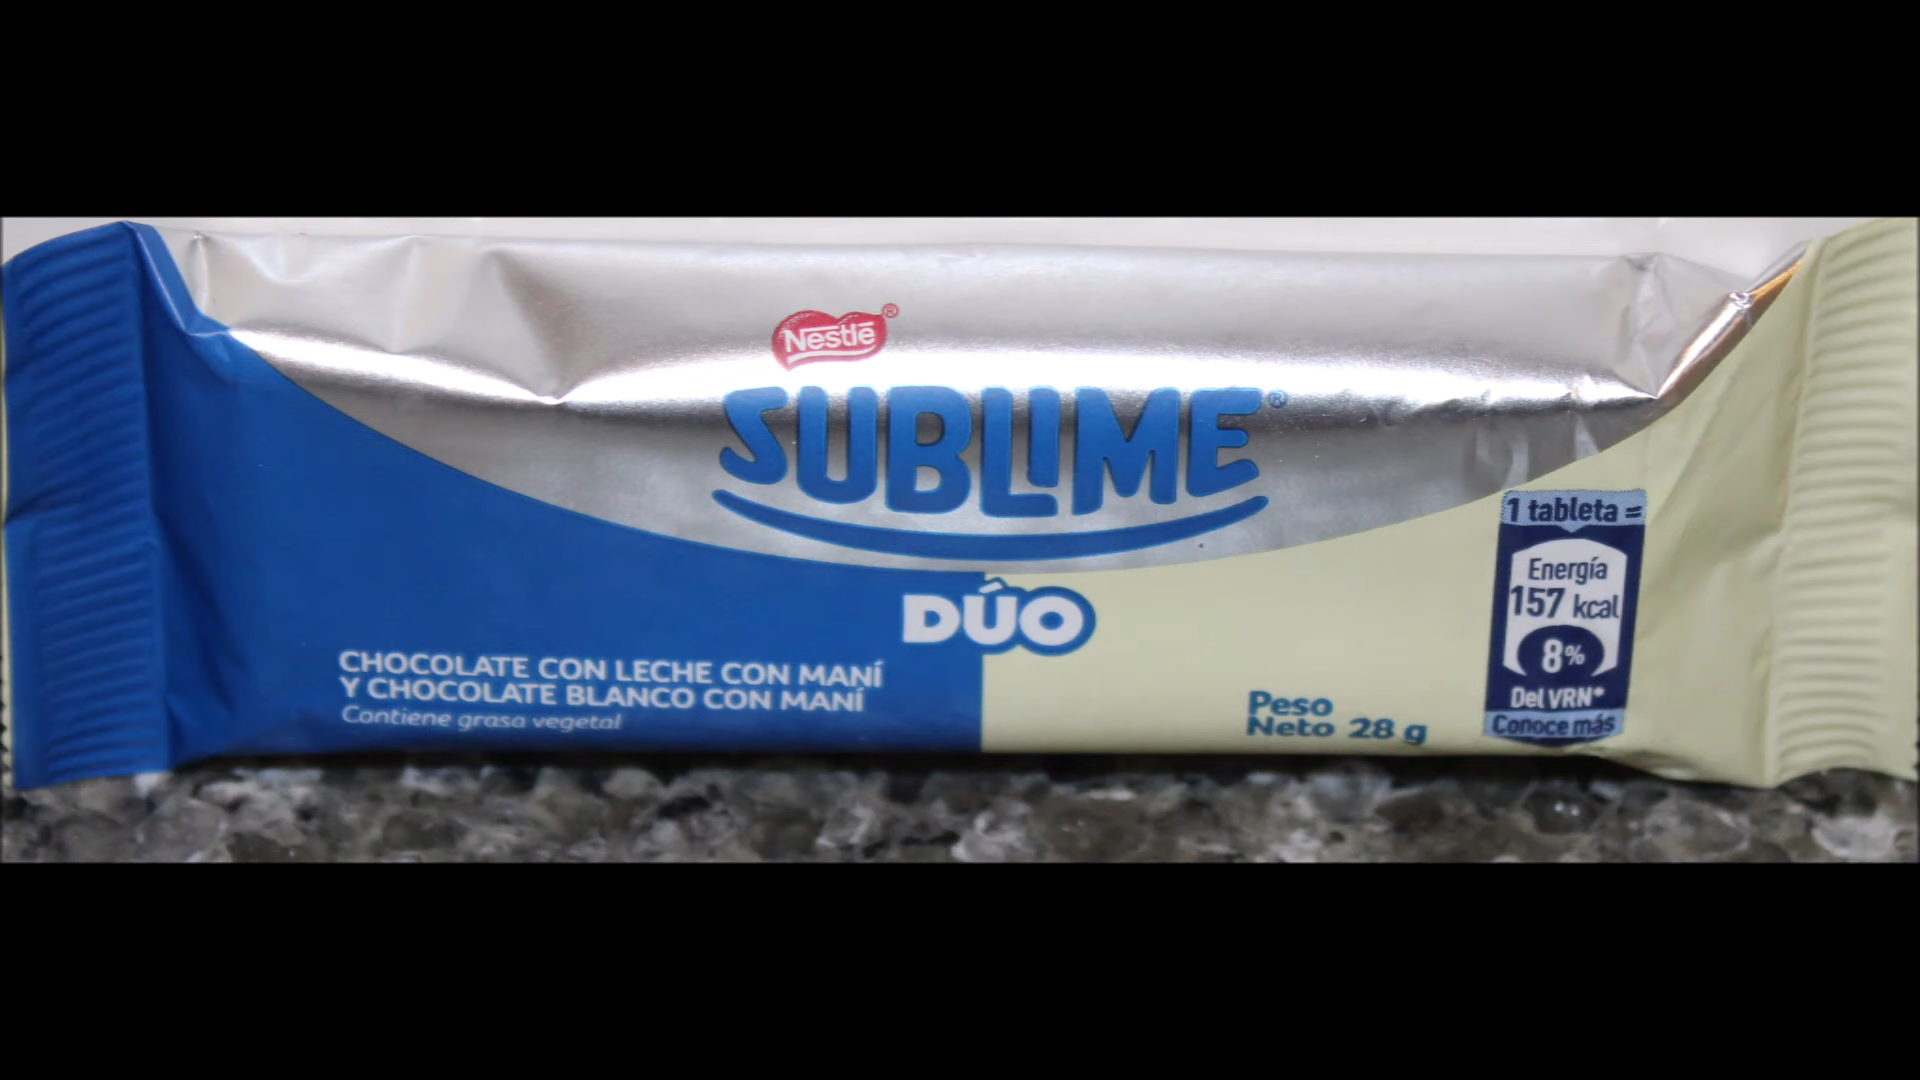 Nestlé®
SUBLIME®
DÚO
CHOCOLATE CON LECHE CON MANÍ
Y CHOCOLATE BLANCO CON MANÍ
Contiene grasa vegetal
Peso
Neto 28 g
1 tableta =
Energía
157 kcal
8%
Del VRN*
Conoce más